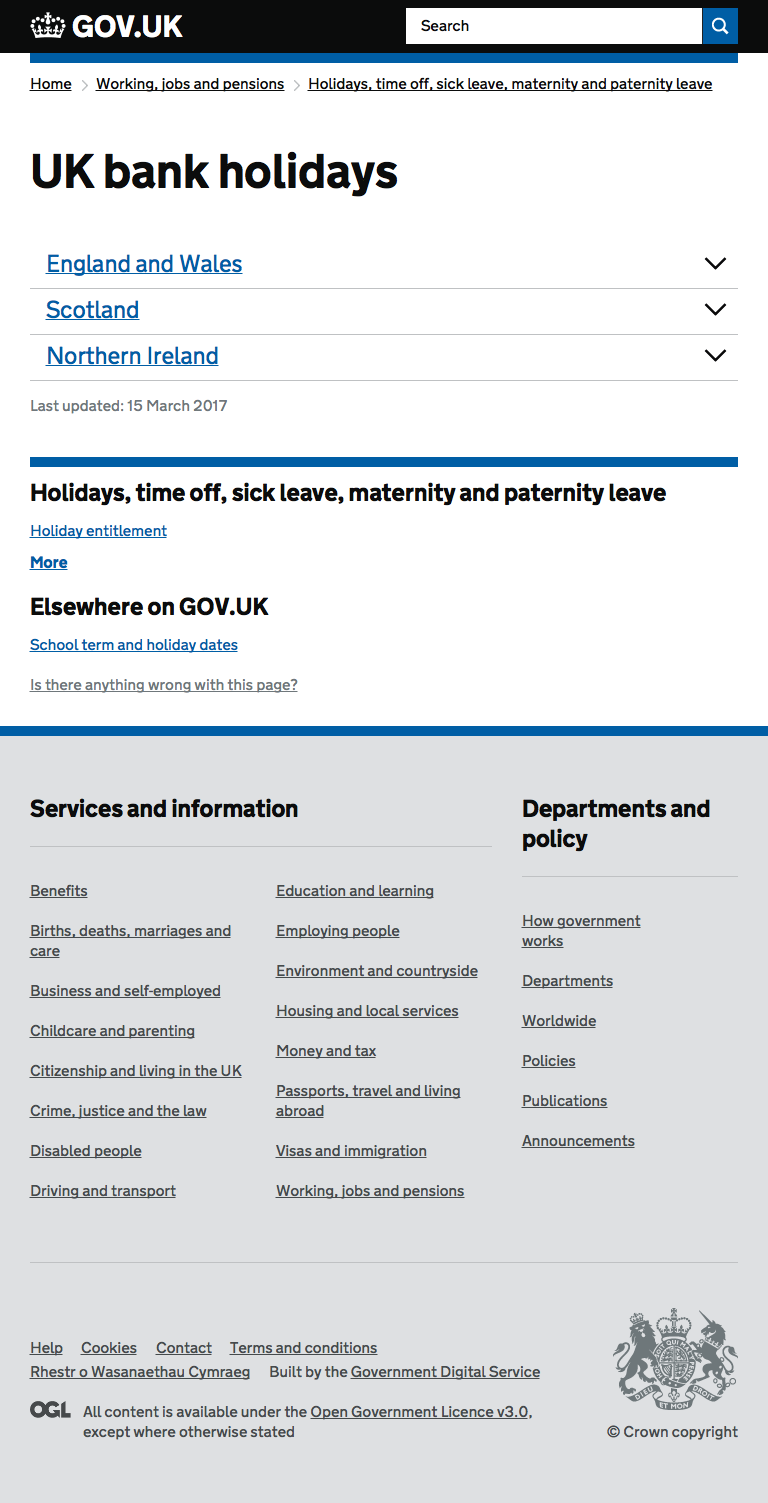 GOV.UK
Search
Home
Working, jobs and pensions
Holidays, time off, sick leave, maternity and paternity leave
UK bank holidays
England and Wales
Scotland
Northern Ireland
Last updated: 15 March 2017
Holidays, time off, sick leave, maternity and paternity leave
Holiday entitlement
More
Elsewhere on GOV.UK
School term and holiday dates
Is there anything wrong with this page?
Services and information
Benefits
Births, deaths, marriages and
care
Business and self-employed
Childcare and parenting
Citizenship and living in the UK
Crime, justice and the law
Disabled people
Driving and transport
Education and learning
Employing people
Environment and countryside
Housing and local services
Money and tax
Passports, travel and living
abroad
Visas and immigration
Working, jobs and pensions
Departments and
policy
How government
works
Departments
Worldwide
Policies
Publications
Announcements
Help Cookies Contact Terms and conditions
Rhestr o Wasanaethau Cymraeg Built by the Government Digital Service
OGL
All content is available under the Open Government Licence v3.0,
except where otherwise stated
DIEU ET MON DROIT
© Crown copyright